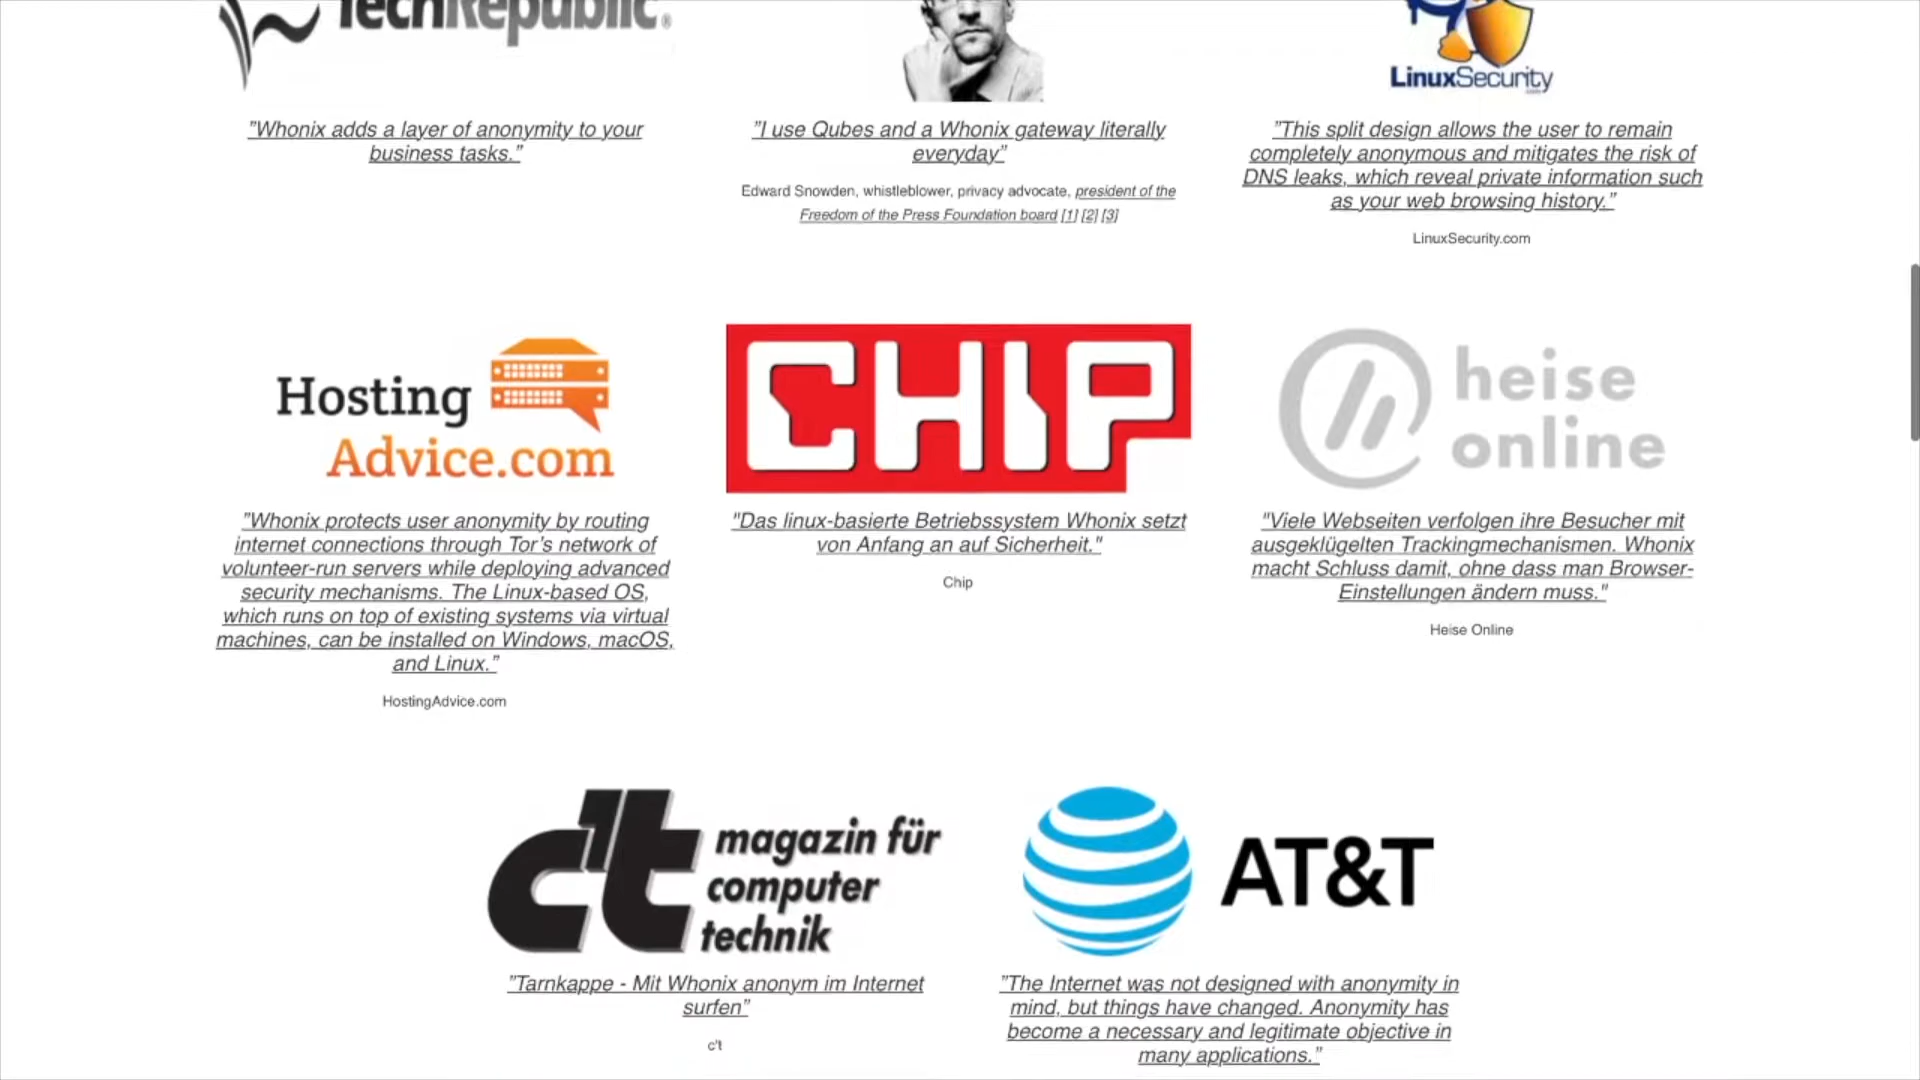 TechRepublic®
LinuxSecurity
"Whonix adds a layer of anonymity to your
business tasks."
"I use Qubes and a Whonix gateway literally
everyday"
Edward Snowden, whistleblower, privacy advocate, president of the
Freedom of the Press Foundation board [1] [2] [3]
"This split design allows the user to remain
completely anonymous and mitigates the risk of
DNS leaks, which reveal private information such
as your web browsing history."
LinuxSecurity.com
Hosting
Advice.com
"Whonix protects user anonymity by routing
internet connections through Tor's network of
volunteer-run servers while deploying advanced
security mechanisms. The Linux-based OS,
which runs on top of existing systems via virtual
machines, can be installed on Windows, macOS,
and Linux."
HostingAdvice.com
CHIP
"Das linux-basierte Betriebssystem Whonix setzt
von Anfang an auf Sicherheit."
Chip
heise
online
"Viele Webseiten verfolgen ihre Besucher mit
ausgeklügelten Trackingmechanismen. Whonix
macht Schluss damit, ohne dass man Browser-
Einstellungen ändern muss."
Heise Online
c't
magazin für
computer
technik
"Tarnkappe - Mit Whonix anonym im Internet
surfen"
c't
AT&T
"The Internet was not designed with anonymity in
mind, but things have changed. Anonymity has
become a necessary and legitimate objective in
many applications."